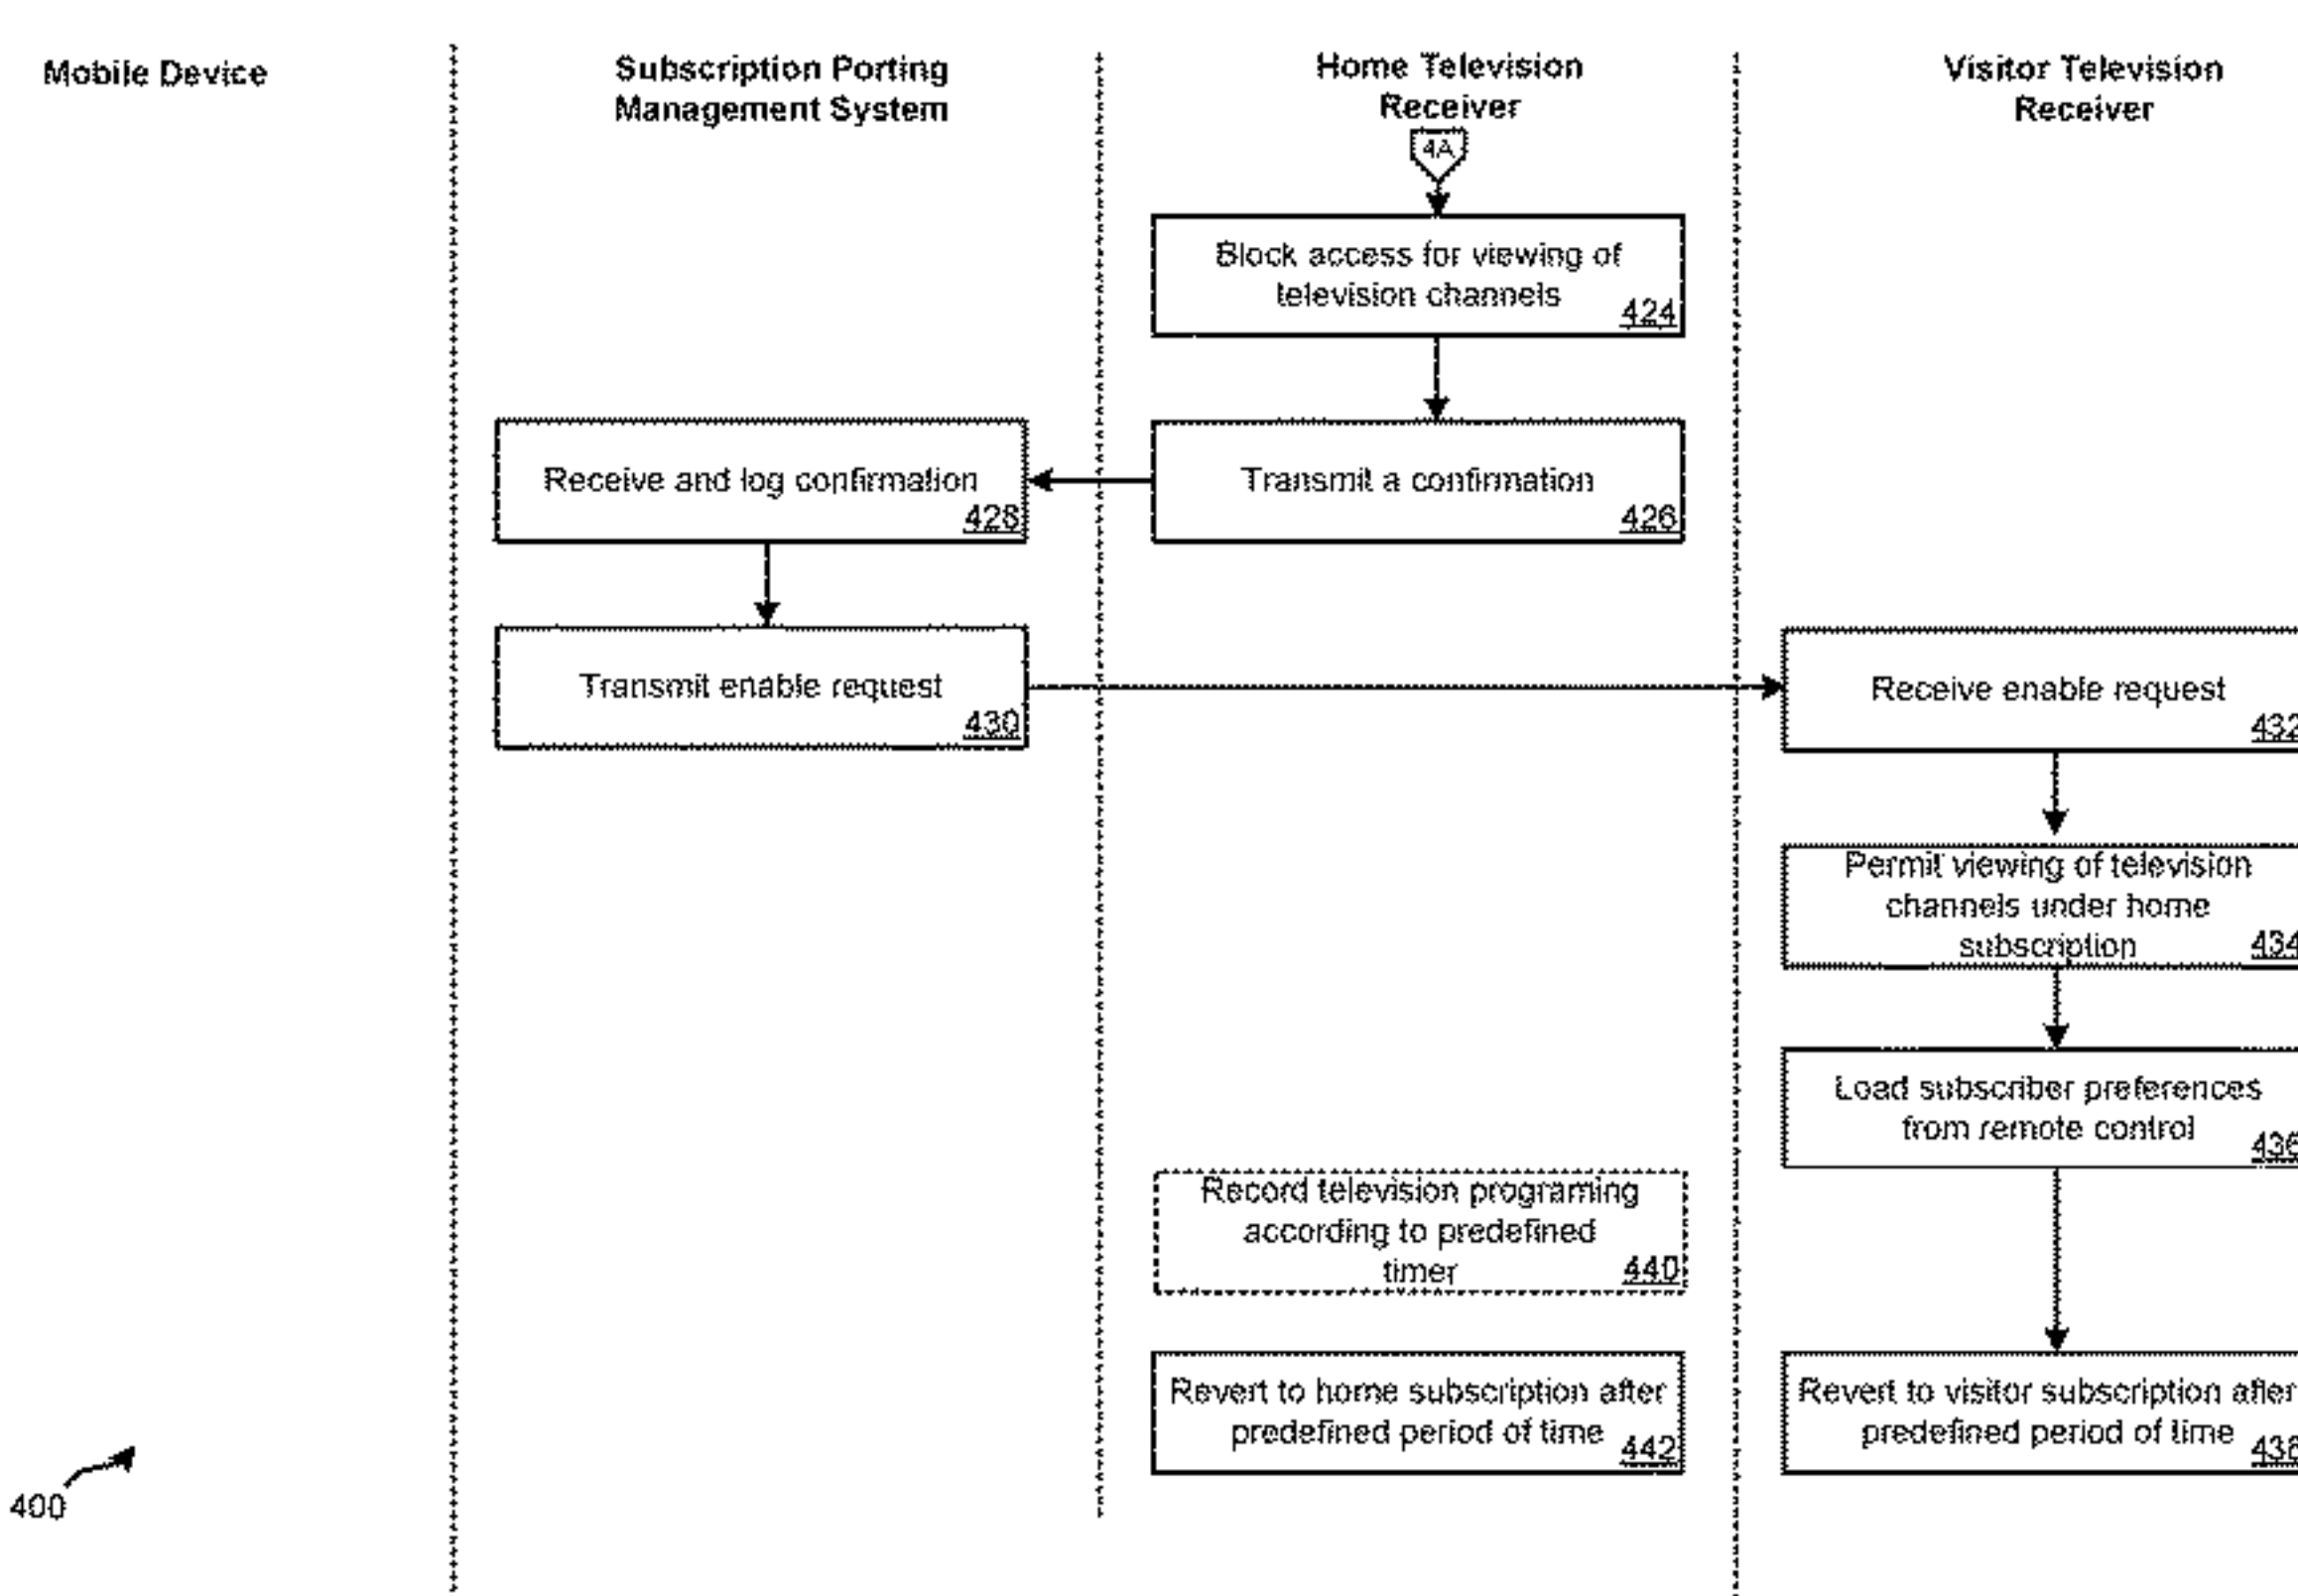 Mobile Device
Subscription Porting
Management System
Home Television
Receiver
Visitor Television
Receiver
4A
Block access for viewing of
television channels
424
Transmit a confirmation
426
Receive and log confirmation
428
Transmit enable request
430
Receive enable request
432
Permit viewing of television
channels under home
subscription
434
Load subscriber preferences
from remote control
436
Record television programing
according to predefined
timer
440
Revert to home subscription after
predefined period of time
442
Revert to visitor subscription after
predefined period of time
438
400